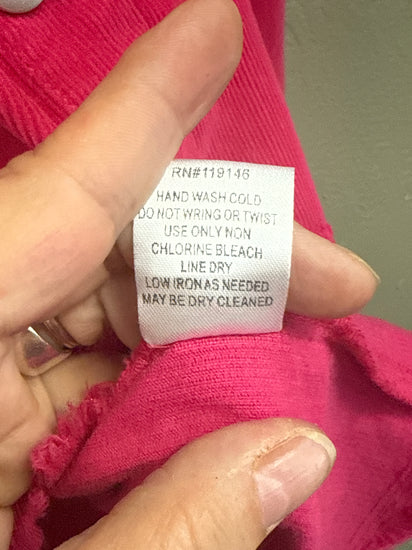 RN#119146
HAND WASH COLD
DO NOT WRING OR TWIST
USE ONLY NON
CHLORINE BLEACH
LINE DRY
LOW IRON AS NEEDED
MAY BE DRY CLEANED